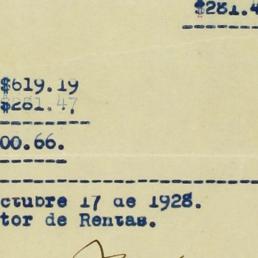 $281.4
$619.19
$281.47
00.66.
ctubre 17 de 1928.
tor de Rentas.